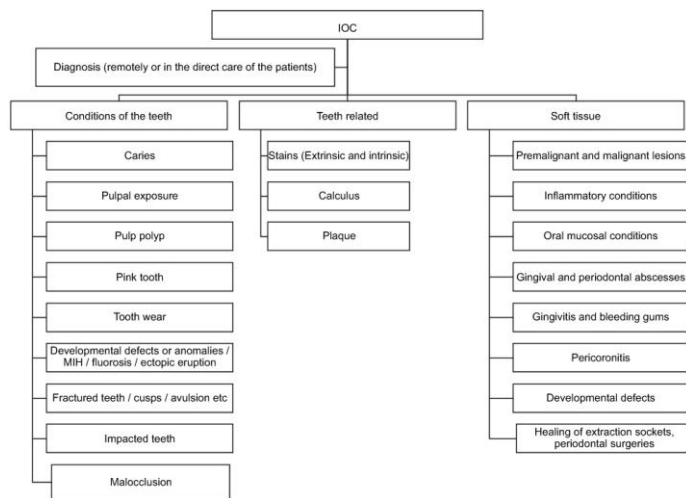 IOC
Diagnosis (remotely or in the direct care of the patients)
Conditions of the teeth
Caries
Pulpal exposure
Pulp polyp
Pink tooth
Tooth wear
Developmental defects or anomalies /
MIH / fluorosis / ectopic eruption
Fractured teeth / cusps / avulsion etc
Impacted teeth
Malocclusion
Teeth related
Stains (Extrinsic and intrinsic)
Calculus
Plaque
Soft tissue
Premalignant and malignant lesions
Inflammatory conditions
Oral mucosal conditions
Gingival and periodontal abscesses
Gingivitis and bleeding gums
Pericoronitis
Developmental defects
Healing of extraction sockets,
periodontal surgeries